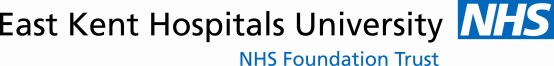 East Kent Hospitals University NHS
NHS Foundation Trust